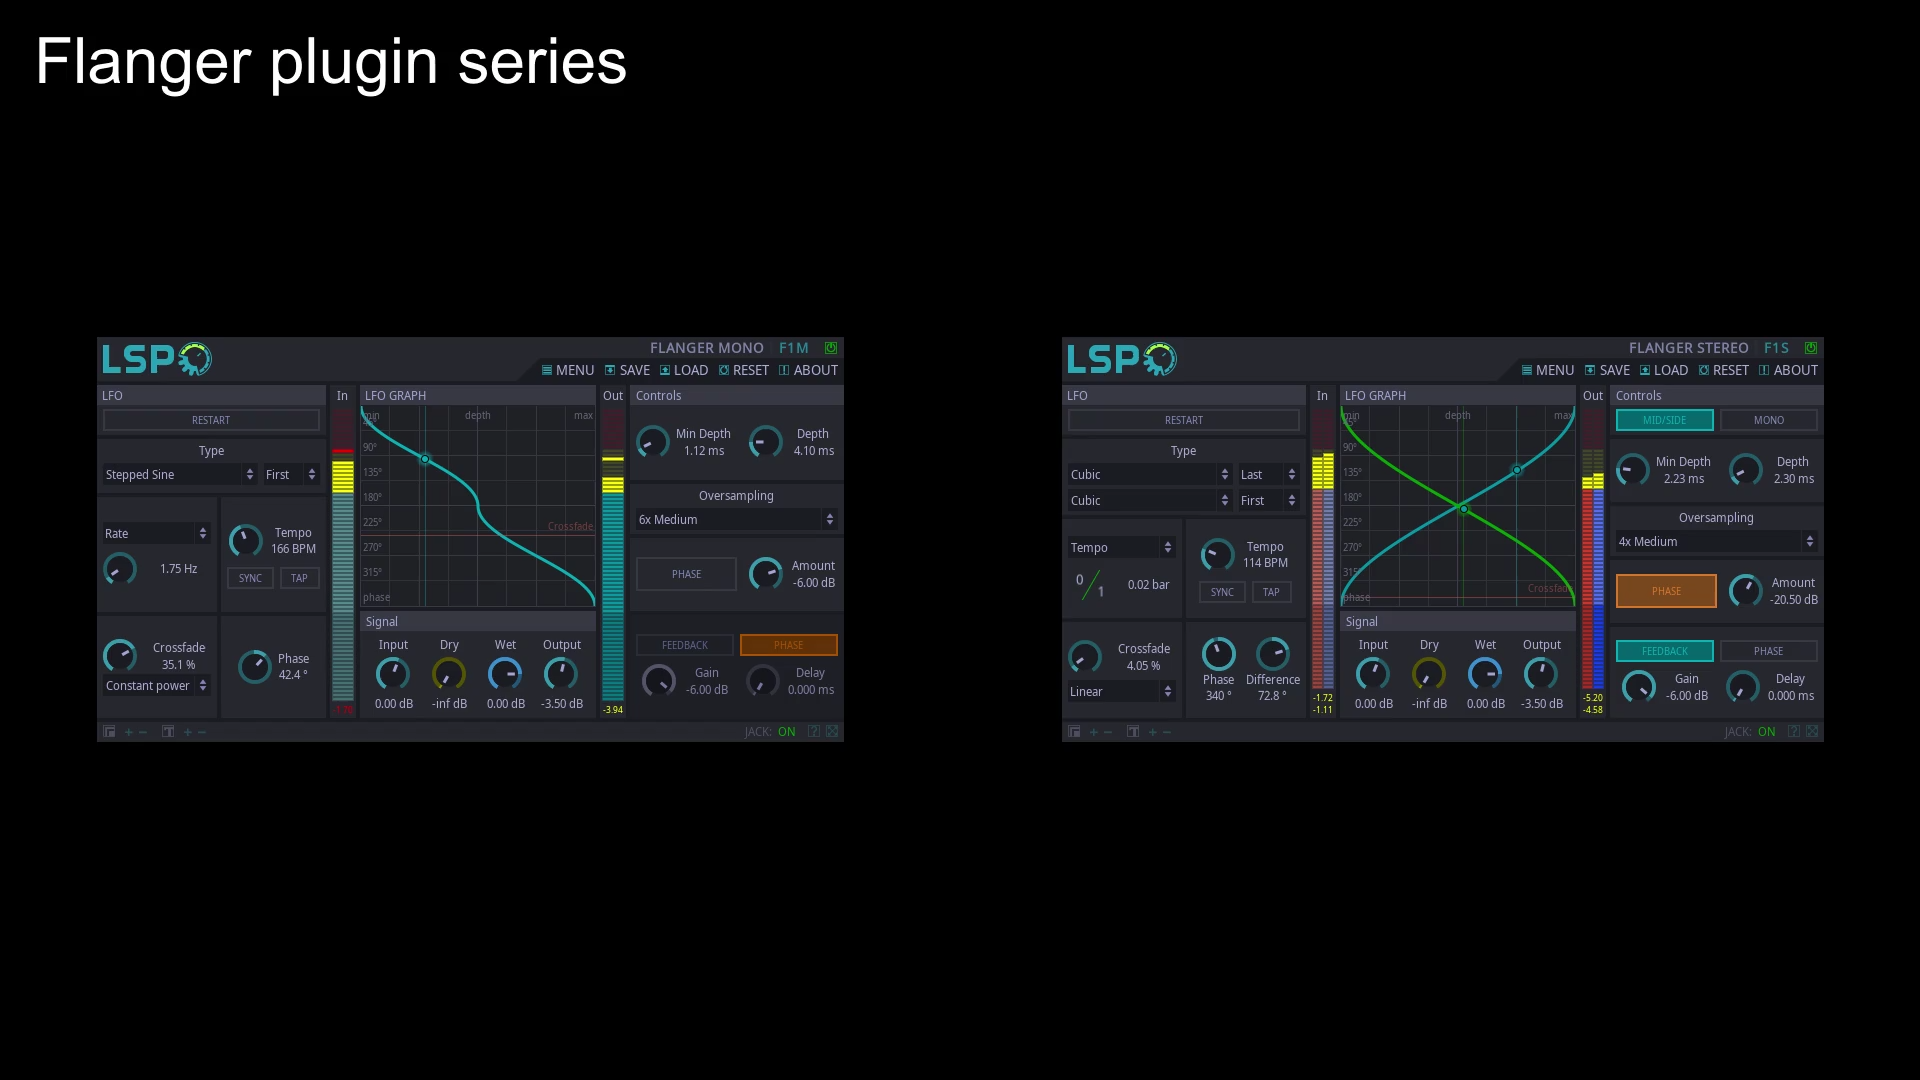 Flanger plugin series
LSP
FLANGER MONO F1M
MENU SAVE LOAD RESET ABOUT
LFO
RESTART
Type
Stepped Sine First
Rate
1.75 Hz
Tempo
166 BPM
SYNC TAP
Crossfade
35.1 %
Constant power
Phase
42.4 °
In
LFO GRAPH
min depth max
90°
135°
180°
225°
Crossfade
270°
315°
phase
Signal
Input Dry Wet Output
0.00 dB -inf dB 0.00 dB -3.50 dB
Out
-3.94
Controls
Min Depth
1.12 ms
Depth
4.10 ms
Oversampling
6x Medium
PHASE
Amount
-6.00 dB
FEEDBACK PHASE
Gain
-6.00 dB
Delay
0.000 ms
JACK: ON
LSP
FLANGER STEREO F1S
MENU SAVE LOAD RESET ABOUT
LFO
RESTART
Type
Cubic Last
Cubic First
Tempo
0/1 0.02 bar
Tempo
114 BPM
SYNC TAP
Crossfade
4.05 %
Linear
Phase
340 °
Difference
72.8 °
In
-1.72
-1.11
LFO GRAPH
min depth max
90°
135°
180°
225°
270°
315°
Crossfade
phase
Signal
Input Dry Wet Output
0.00 dB -inf dB 0.00 dB -3.50 dB
Out
-5.20
-4.58
Controls
MID/SIDE MONO
Min Depth
2.23 ms
Depth
2.30 ms
Oversampling
4x Medium
PHASE
Amount
-20.50 dB
FEEDBACK PHASE
Gain
-6.00 dB
Delay
0.000 ms
JACK: ON